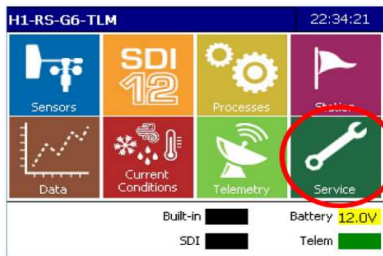 H1-RS-G6-TLM 22:34:21
SDI
12
Sensors Processes Station
Data Current Conditions Telemetry Service
Built-in Battery 12.0V
SDI Telem